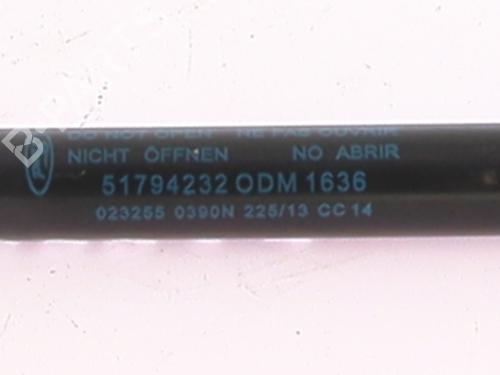 DO NOT OPEN NE PAS OUVRIR
NICHT ÖFFNEN NO ABRIR
51794232 ODM 1636
023255 0390N 225/13 CC 14